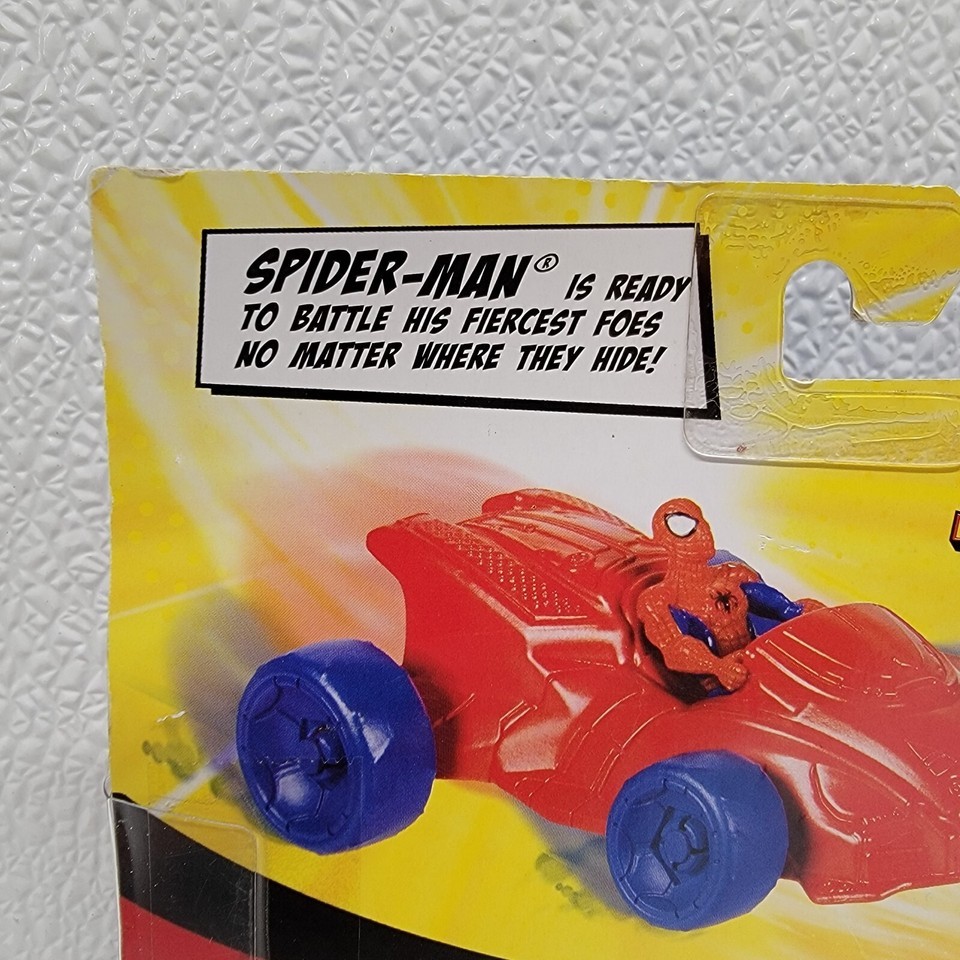 SPIDER-MAN® IS READY
TO BATTLE HIS FIERCEST FOES
NO MATTER WHERE THEY HIDE!